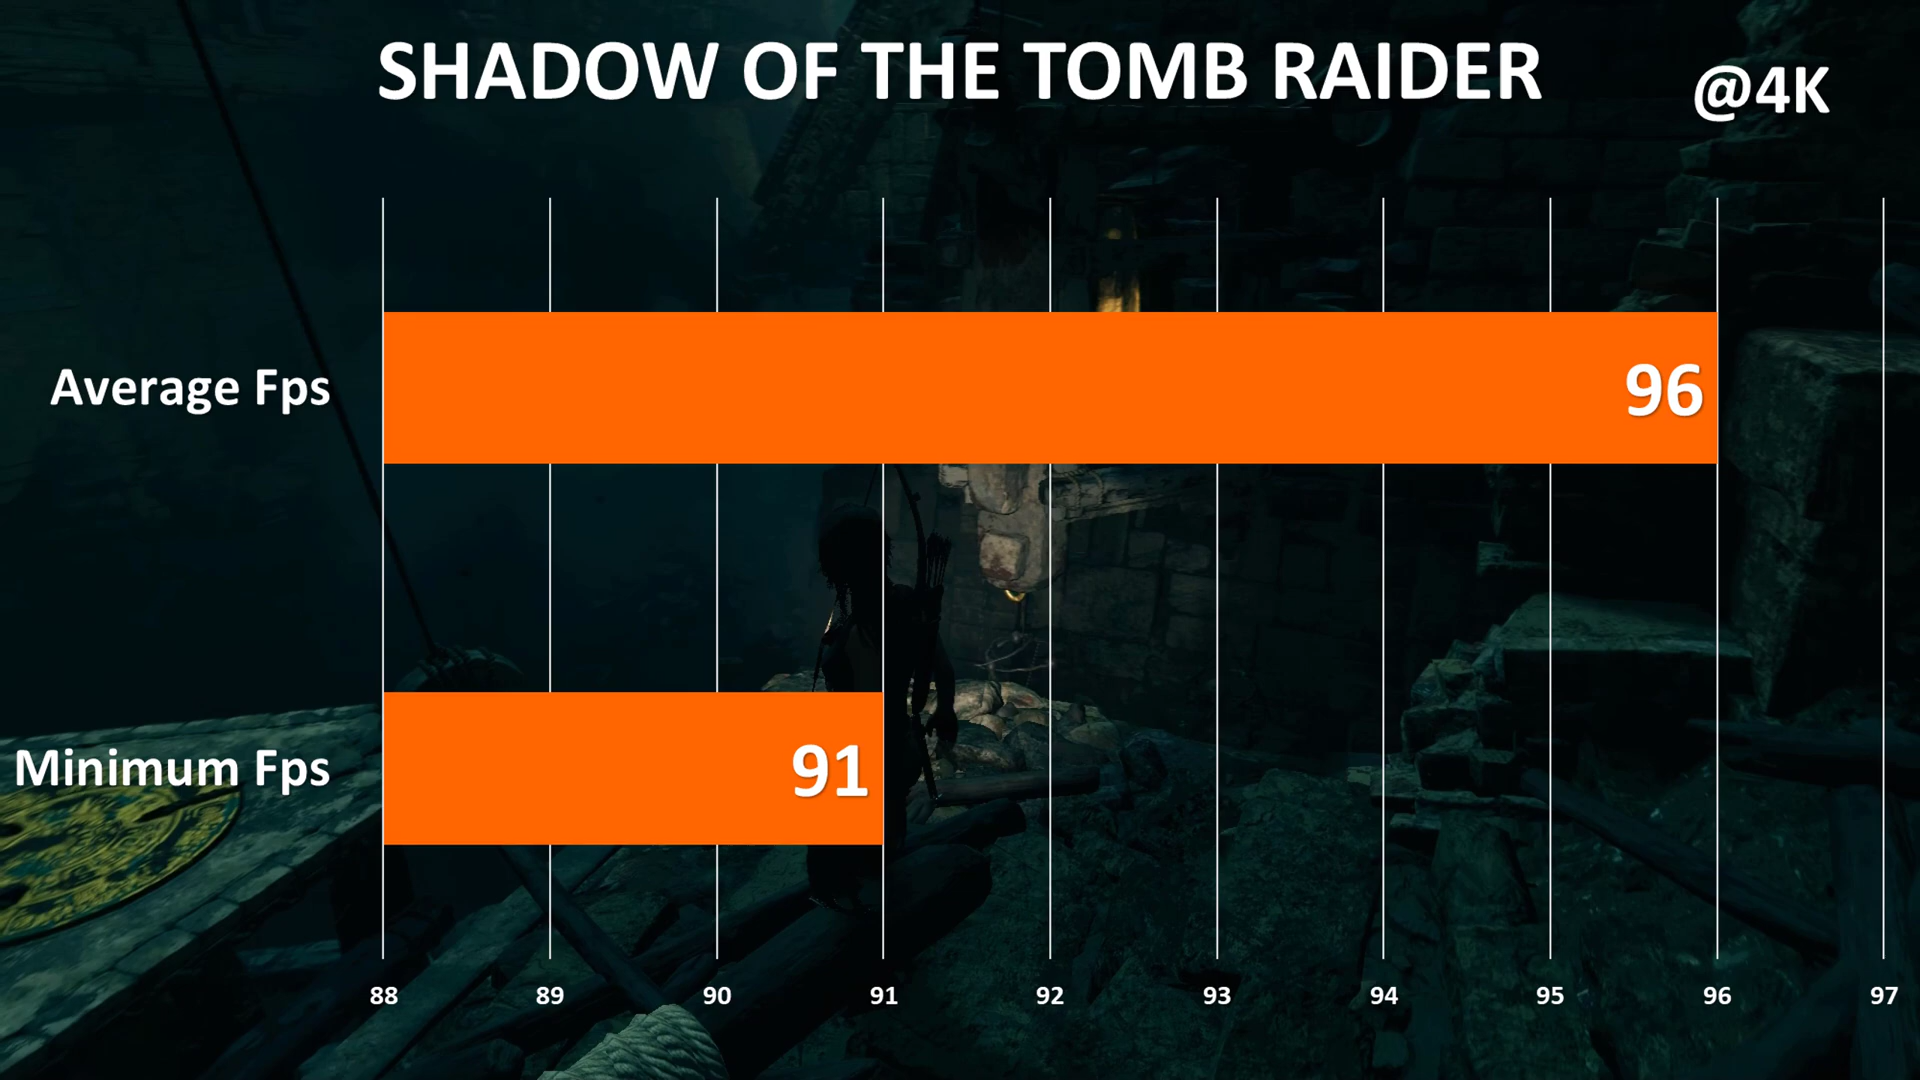 SHADOW OF THE TOMB RAIDER
@4K
Average Fps
96
Minimum Fps
91
88 89 90 91 92 93 94 95 96 97